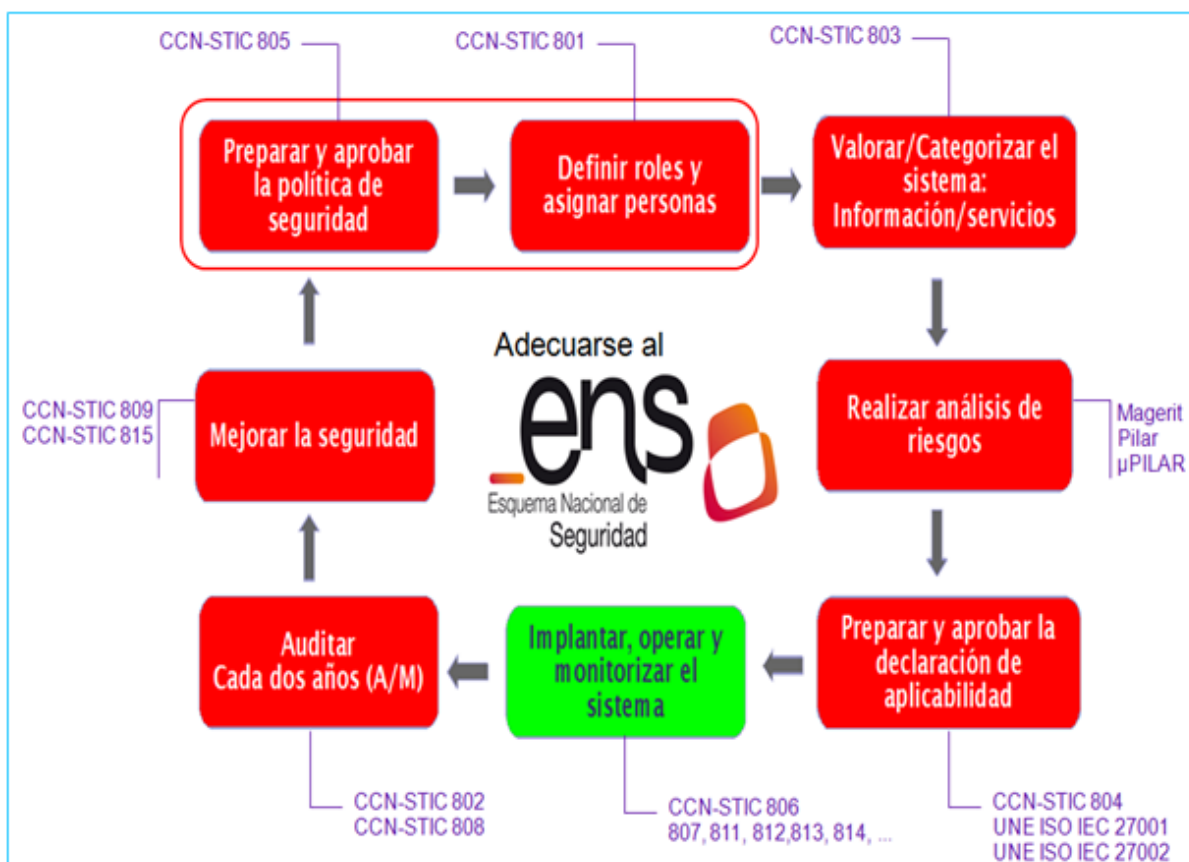 CCN-STIC 805
CCN-STIC 801
CCN-STIC 803
Preparar y aprobar
la política de
seguridad
Definir roles y
asignar personas
Valorar/Categorizar el
sistema:
Información/servicios
Adecuarse al
ens
Esquema Nacional de
Seguridad
CCN-STIC 809
CCN-STIC 815
Mejorar la seguridad
Realizar análisis de
riesgos
Magerit
Pilar
µPILAR
Auditar
Cada dos años (A/M)
Implantar, operar y
monitorizar el
sistema
Preparar y aprobar la
declaración de
aplicabilidad
CCN-STIC 802
CCN-STIC 808
CCN-STIC 806
807, 811, 812,813, 814, ...
CCN-STIC 804
UNE ISO IEC 27001
UNE ISO IEC 27002